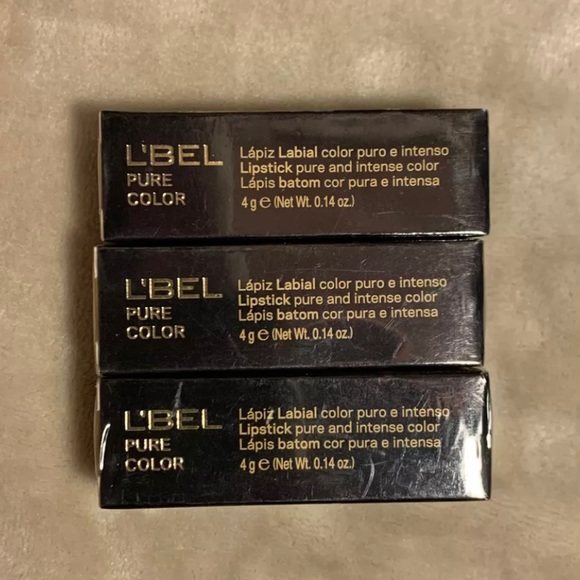 L'BEL
PURE
COLOR
Lápiz Labial color puro e intenso
Lipstick pure and intense color
Lápis batom cor pura e intensa
4 g e (Net Wt. 0.14 oz.)
L'BEL
PURE
COLOR
Lápiz Labial color puro e intenso
Lipstick pure and intense color
Lápis batom cor pura e intensa
4 g e (Net Wt. 0.14 oz.)
L'BEL
PURE
COLOR
Lápiz Labial color puro e intenso
Lipstick pure and intense color
Lápis batom cor pura e intensa
4 g e (Net Wt. 0.14 oz.)